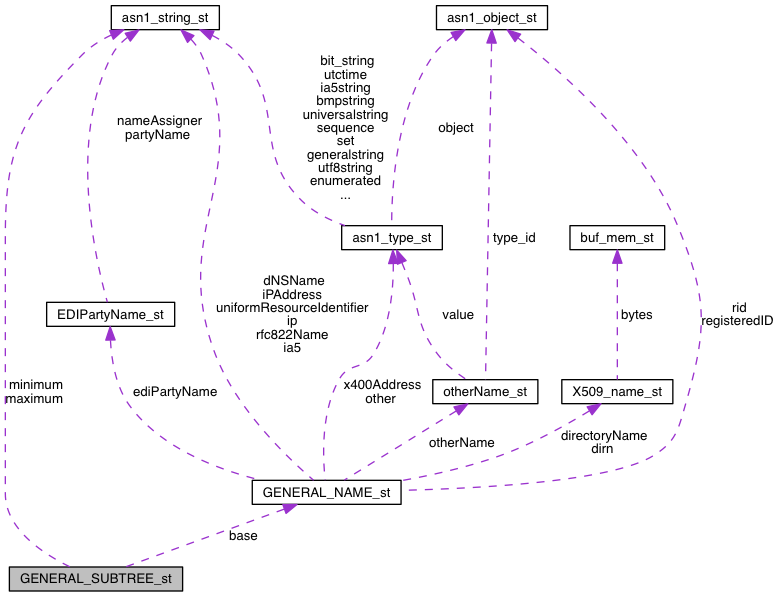 asn1_string_st
asn1_object_st
bit_string
utctime
ia5string
bmpstring
universalstring
sequence
set
generalstring
utf8string
enumerated
...
nameAssigner
partyName
object
asn1_type_st
type_id
buf_mem_st
dNSName
iPAddress
uniformResourceIdentifier
ip
rfc822Name
ia5
EDIPartyName_st
value
bytes
rid
registeredID
minimum
maximum
ediPartyName
x400Address
other
otherName_st
X509_name_st
otherName
directoryName
dirn
GENERAL_NAME_st
base
GENERAL_SUBTREE_st